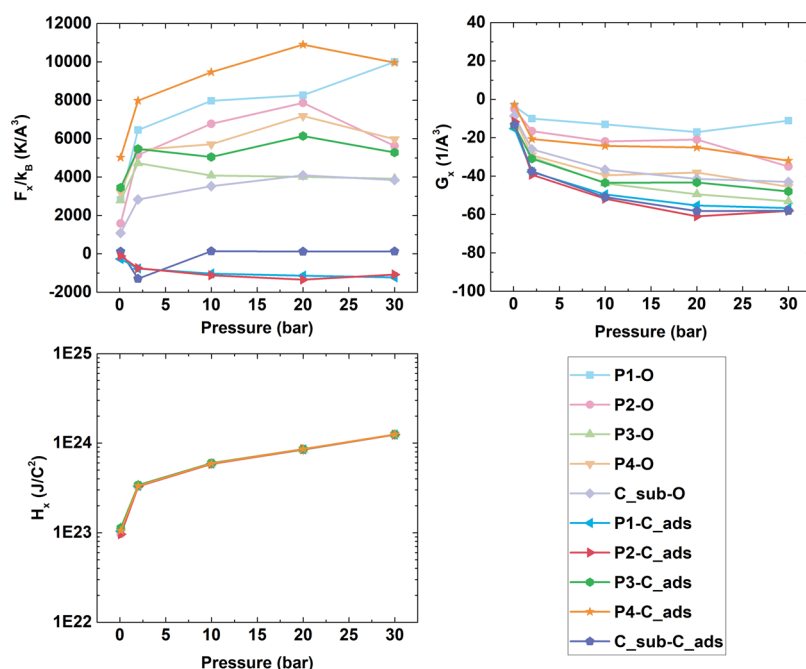 12000
10000
8000
6000
4000
2000
0
-2000
F_x/k_B (K/A^3)
0 5 10 15 20 25 30
Pressure (bar)
40
20
0
-20
-40
-60
-80
-100
G_x (1/A^3)
0 5 10 15 20 25 30
Pressure (bar)
1E25
1E24
1E23
1E22
H_x (J/C^2)
0 5 10 15 20 25 30
Pressure (bar)
P1-O
P2-O
P3-O
P4-O
C_sub-O
P1-C_ads
P2-C_ads
P3-C_ads
P4-C_ads
C_sub-C_ads